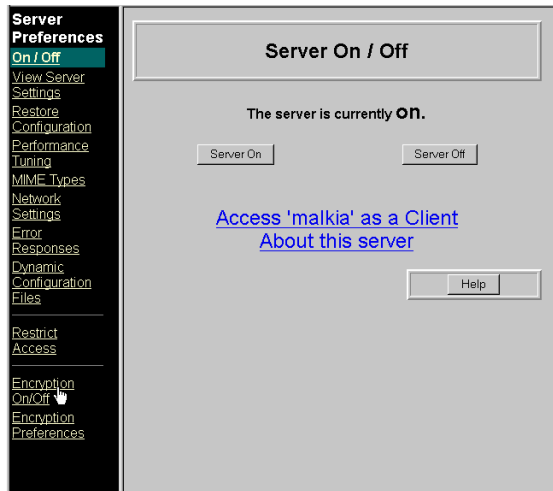 Server
Preferences
On / Off
View Server
Settings
Restore
Configuration
Performance
Tuning
MIME Types
Network
Settings
Error
Responses
Dynamic
Configuration
Files
Restrict
Access
Encryption
On/Off
Encryption
Preferences
Server On / Off
The server is currently on.
Server On
Server Off
Access 'malkia' as a Client
About this server
Help